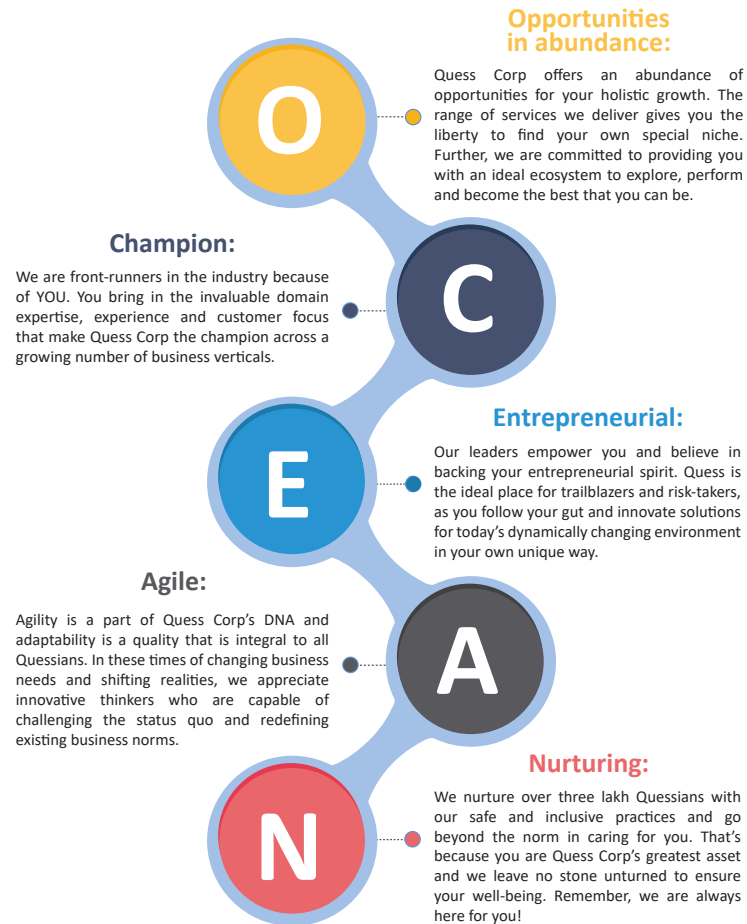 Opportunities
in abundance:
O
Quess Corp offers an abundance of
opportunities for your holistic growth. The
range of services we deliver gives you the
liberty to find your own special niche.
Further, we are committed to providing you
with an ideal ecosystem to explore, perform
and become the best that you can be.
Champion:
We are front-runners in the industry because
of YOU. You bring in the invaluable domain
expertise, experience and customer focus
that make Quess Corp the champion across a
growing number of business verticals.
C
Entrepreneurial:
E
Our leaders empower you and believe in
backing your entrepreneurial spirit. Quess is
the ideal place for trailblazers and risk-takers,
as you follow your gut and innovate solutions
for today's dynamically changing environment
in your own unique way.
Agile:
Agility is a part of Quess Corp's DNA and
adaptability is a quality that is integral to all
Quessians. In these times of changing business
needs and shifting realities, we appreciate
innovative thinkers who are capable of
challenging the status quo and redefining
existing business norms.
A
Nurturing:
N
We nurture over three lakh Quessians with
our safe and inclusive practices and go
beyond the norm in caring for you. That's
because you are Quess Corp's greatest asset
and we leave no stone unturned to ensure
your well-being. Remember, we are always
here for you!